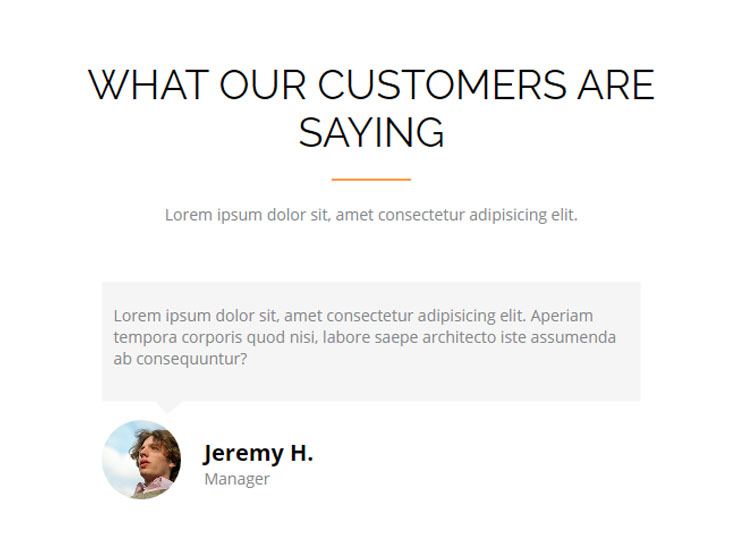 WHAT OUR CUSTOMERS ARE
SAYING
Lorem ipsum dolor sit, amet consectetur adipisicing elit.
Lorem ipsum dolor sit, amet consectetur adipisicing elit. Aperiam
tempora corporis quod nisi, labore saepe architecto iste assumenda
ab consequuntur?
Jeremy H.
Manager